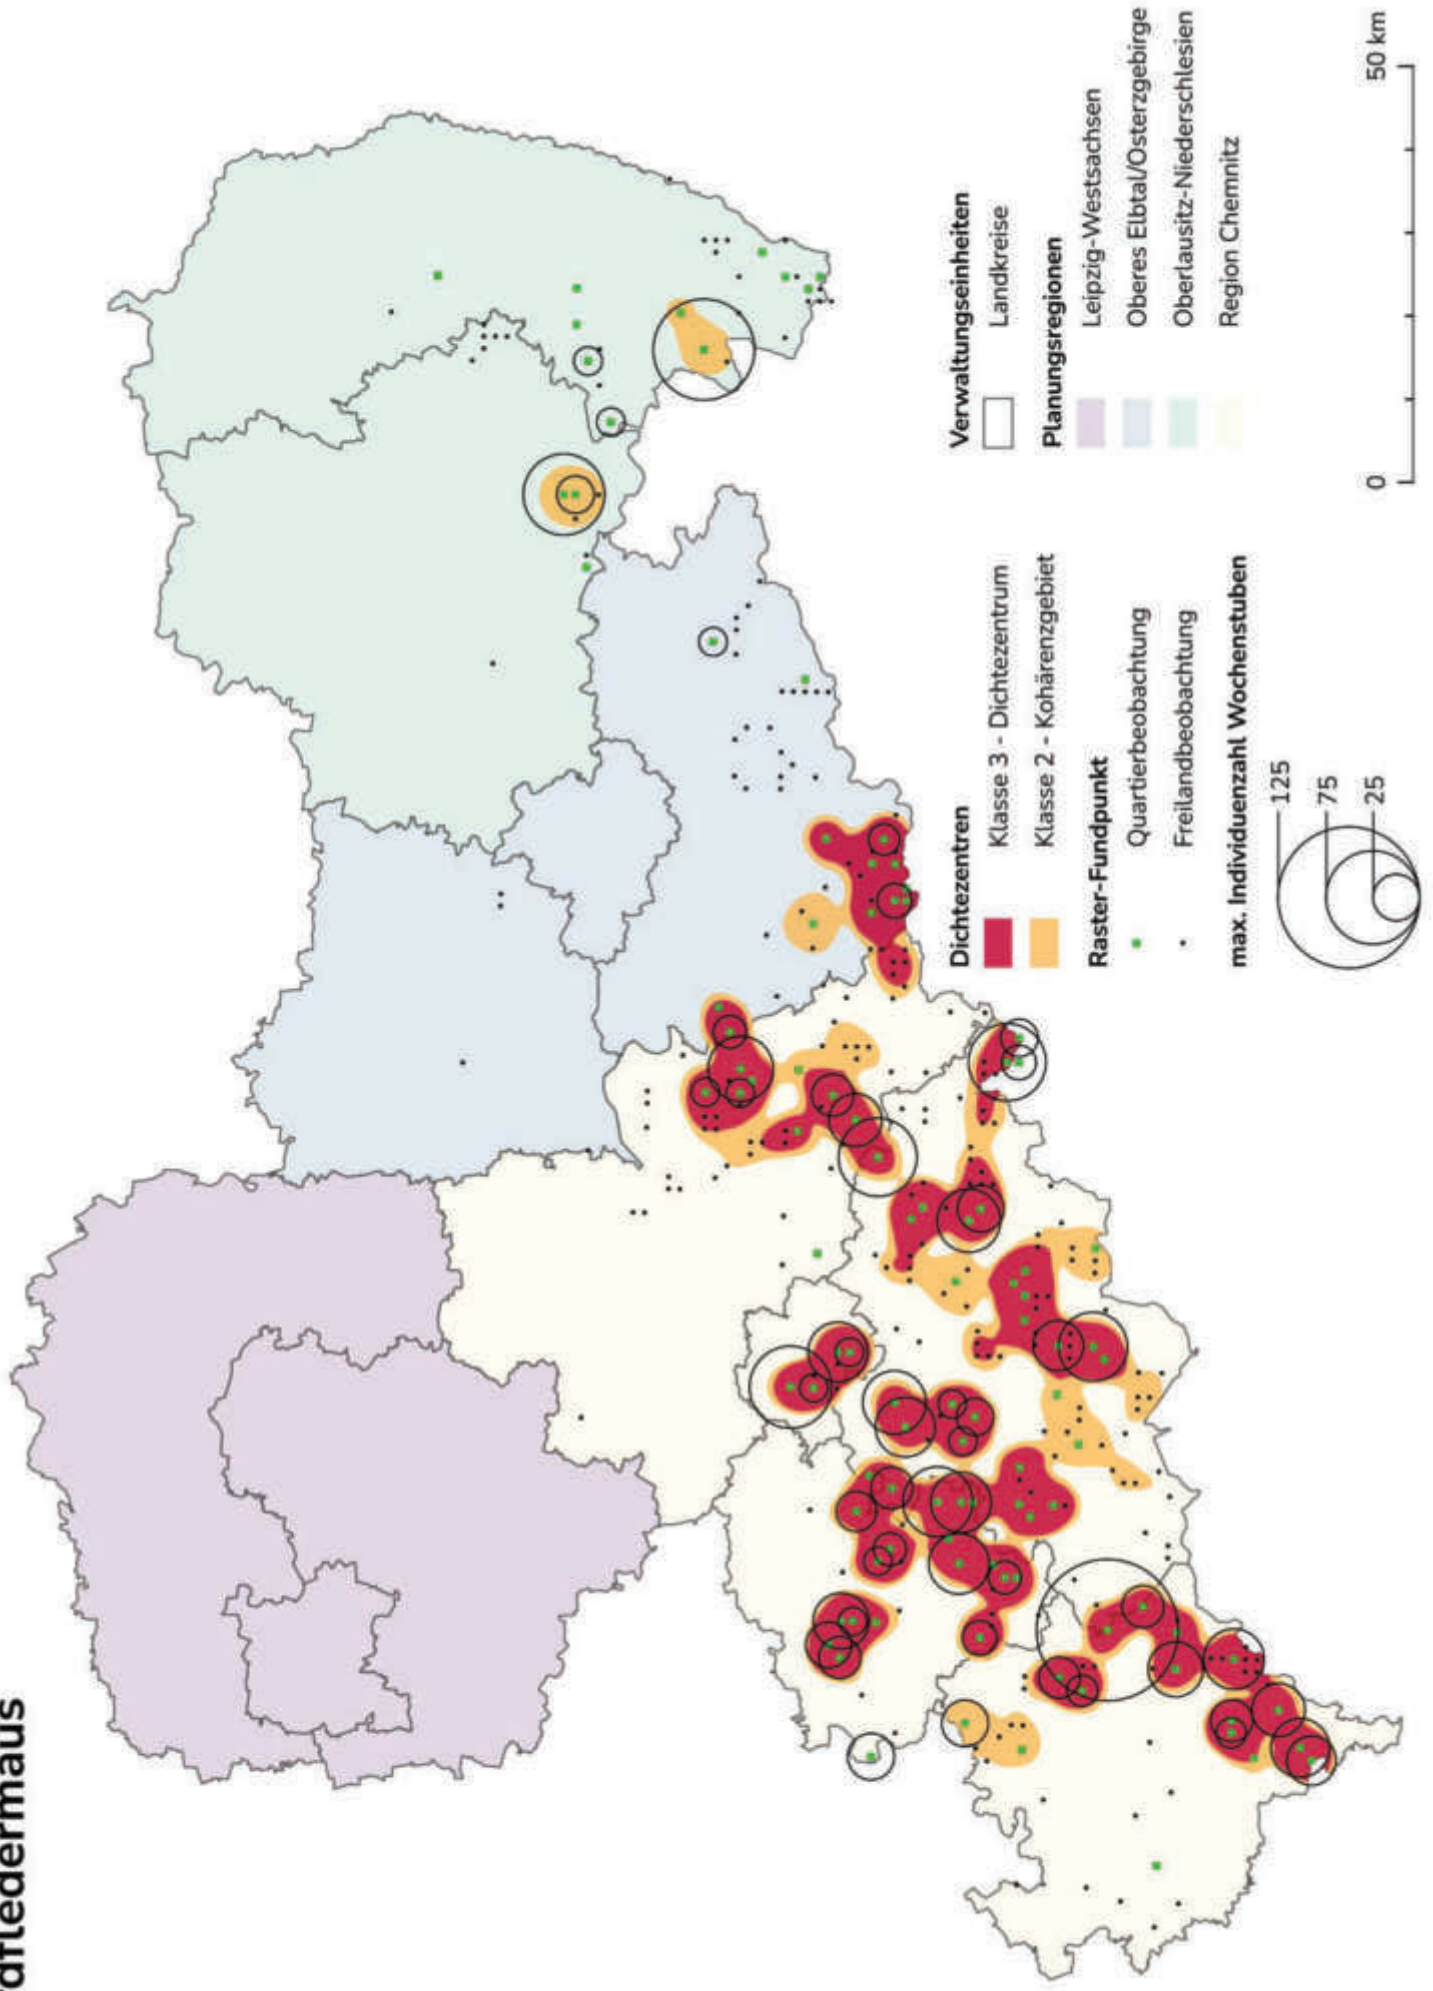 dfledermaus
Verwaltungseinheiten
Landkreise
Planungsregionen
Leipzig-Westsachsen
Oberes Elbtal/Osterzgebirge
Oberlausitz-Niederschlesien
Region Chemnitz
0
50 km
Dichtezentren
Klasse 3 - Dichtezentrum
Klasse 2 - Kohärenzgebiet
Raster-Fundpunkt
Quartierbeobachtung
Freilandbeobachtung
max. Individuenzahl Wochenstuben
125
75
25